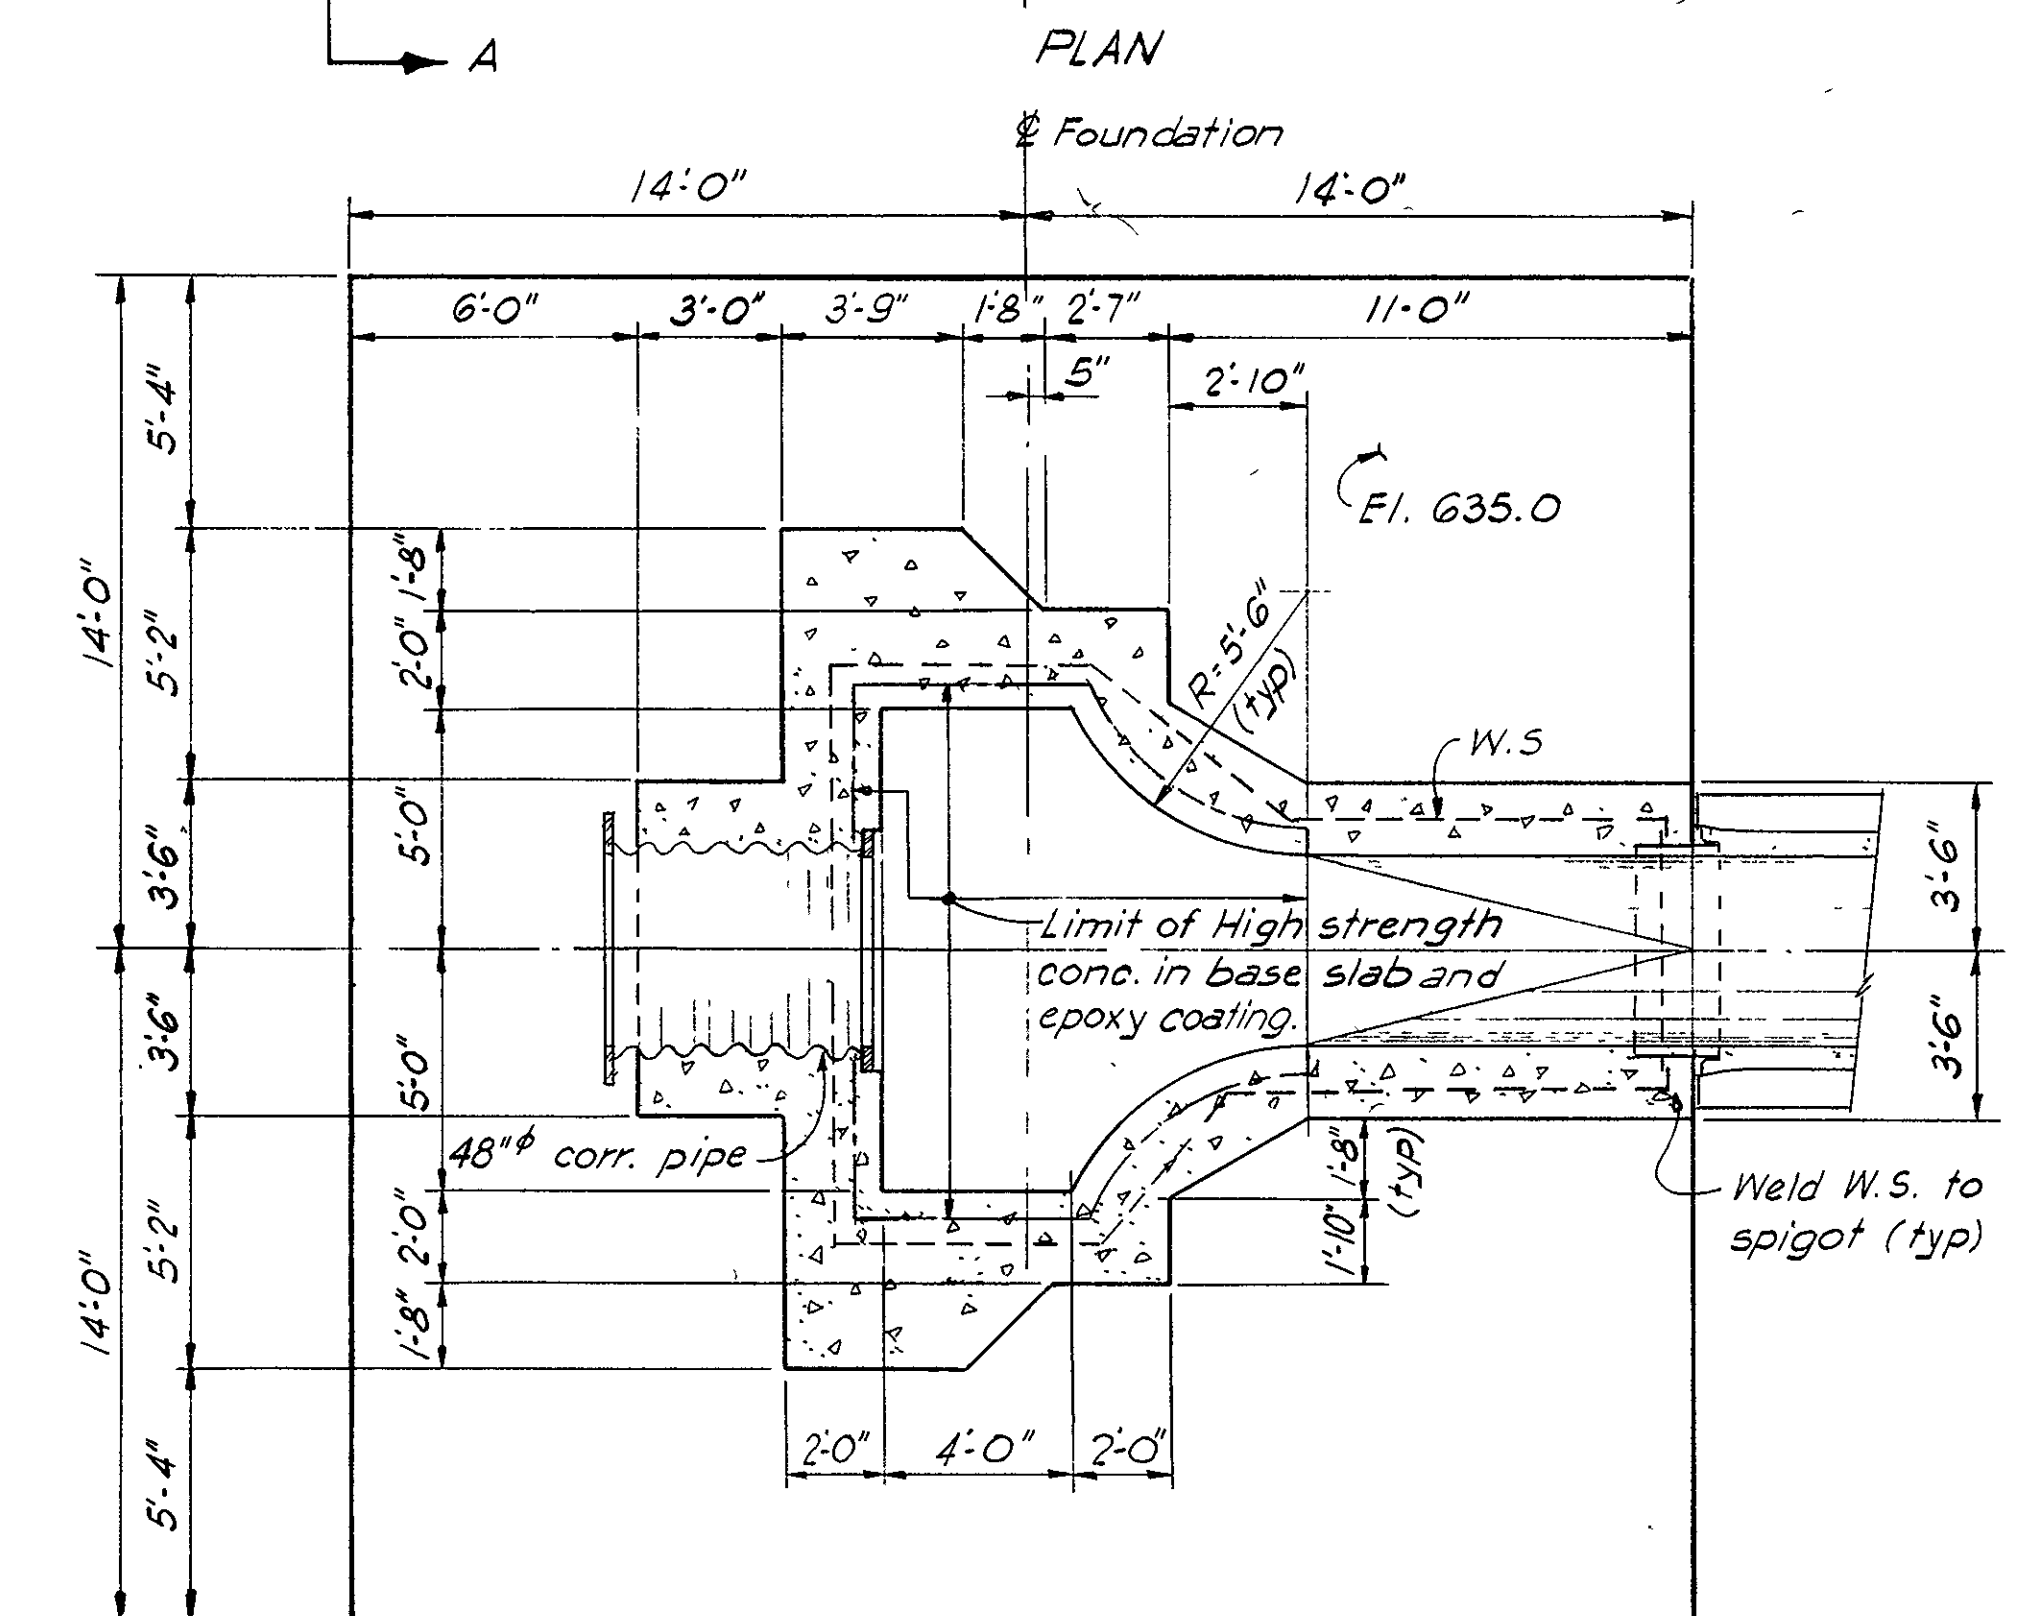 A
PLAN
℄ Foundation
14'-0"
14'-0"
6'-0"
3'-0"
3'-9"
1'-8"
2'-7"
11'-0"
5"
2'-10"
5'-4"
El. 635.0
14'-0"
1'-8"
5'-2"
2'-0"
R=5'-6"
(typ)
W.S
5'-0"
3'-6"
3'-6"
Limit of High strength
conc. in base slab and
epoxy coating.
3'-6"
5'-0"
3'-6"
48"φ corr. pipe
1'-8"
(typ)
Weld W.S. to
spigot (typ)
5'-2"
2'-0"
1'-10"
14'-0"
1'-8"
2'-0"
4'-0"
2'-0"
5'-4"